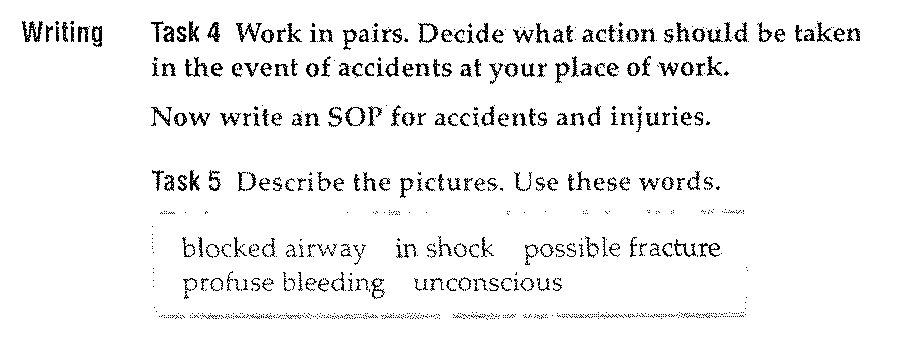 Writing Task 4 Work in pairs. Decide what action should be taken
in the event of accidents at your place of work.
Now write an SOP for accidents and injuries.
Task 5 Describe the pictures. Use these words.
blocked airway in shock possible fracture
profuse bleeding unconscious